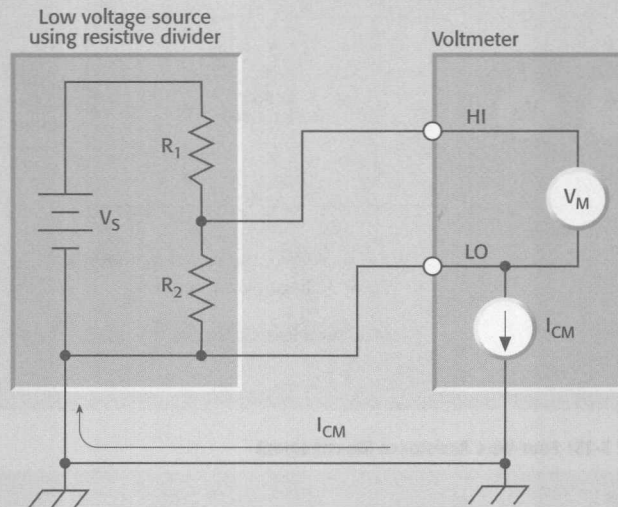 Low voltage source
using resistive divider
Voltmeter
HI
R1
VM
VS
LO
R2
ICM
ICM